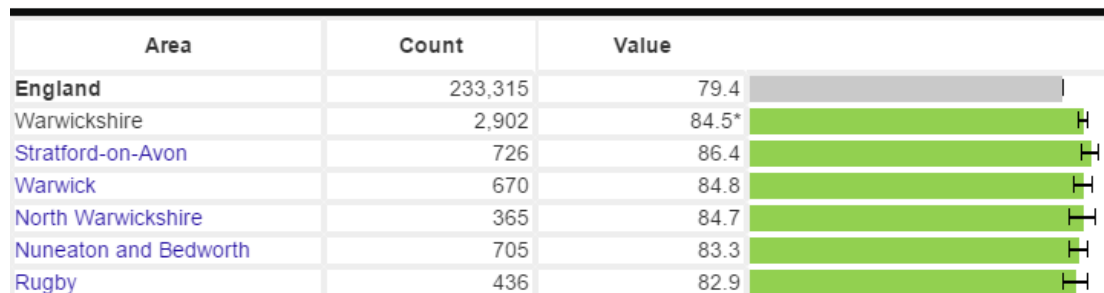 Area Count Value
England 233,315 79.4
Warwickshire 2,902 84.5*
Stratford-on-Avon 726 86.4
Warwick 670 84.8
North Warwickshire 365 84.7
Nuneaton and Bedworth 705 83.3
Rugby 436 82.9